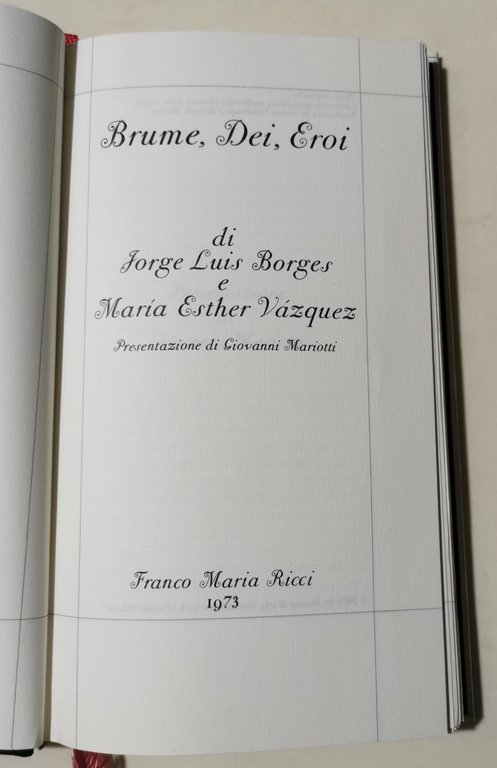 Brume, Dei, Eroi
di
Jorge Luis Borges
e
María Esther Vázquez
Presentazione di Giovanni Mariotti
Franco Maria Ricci
1973